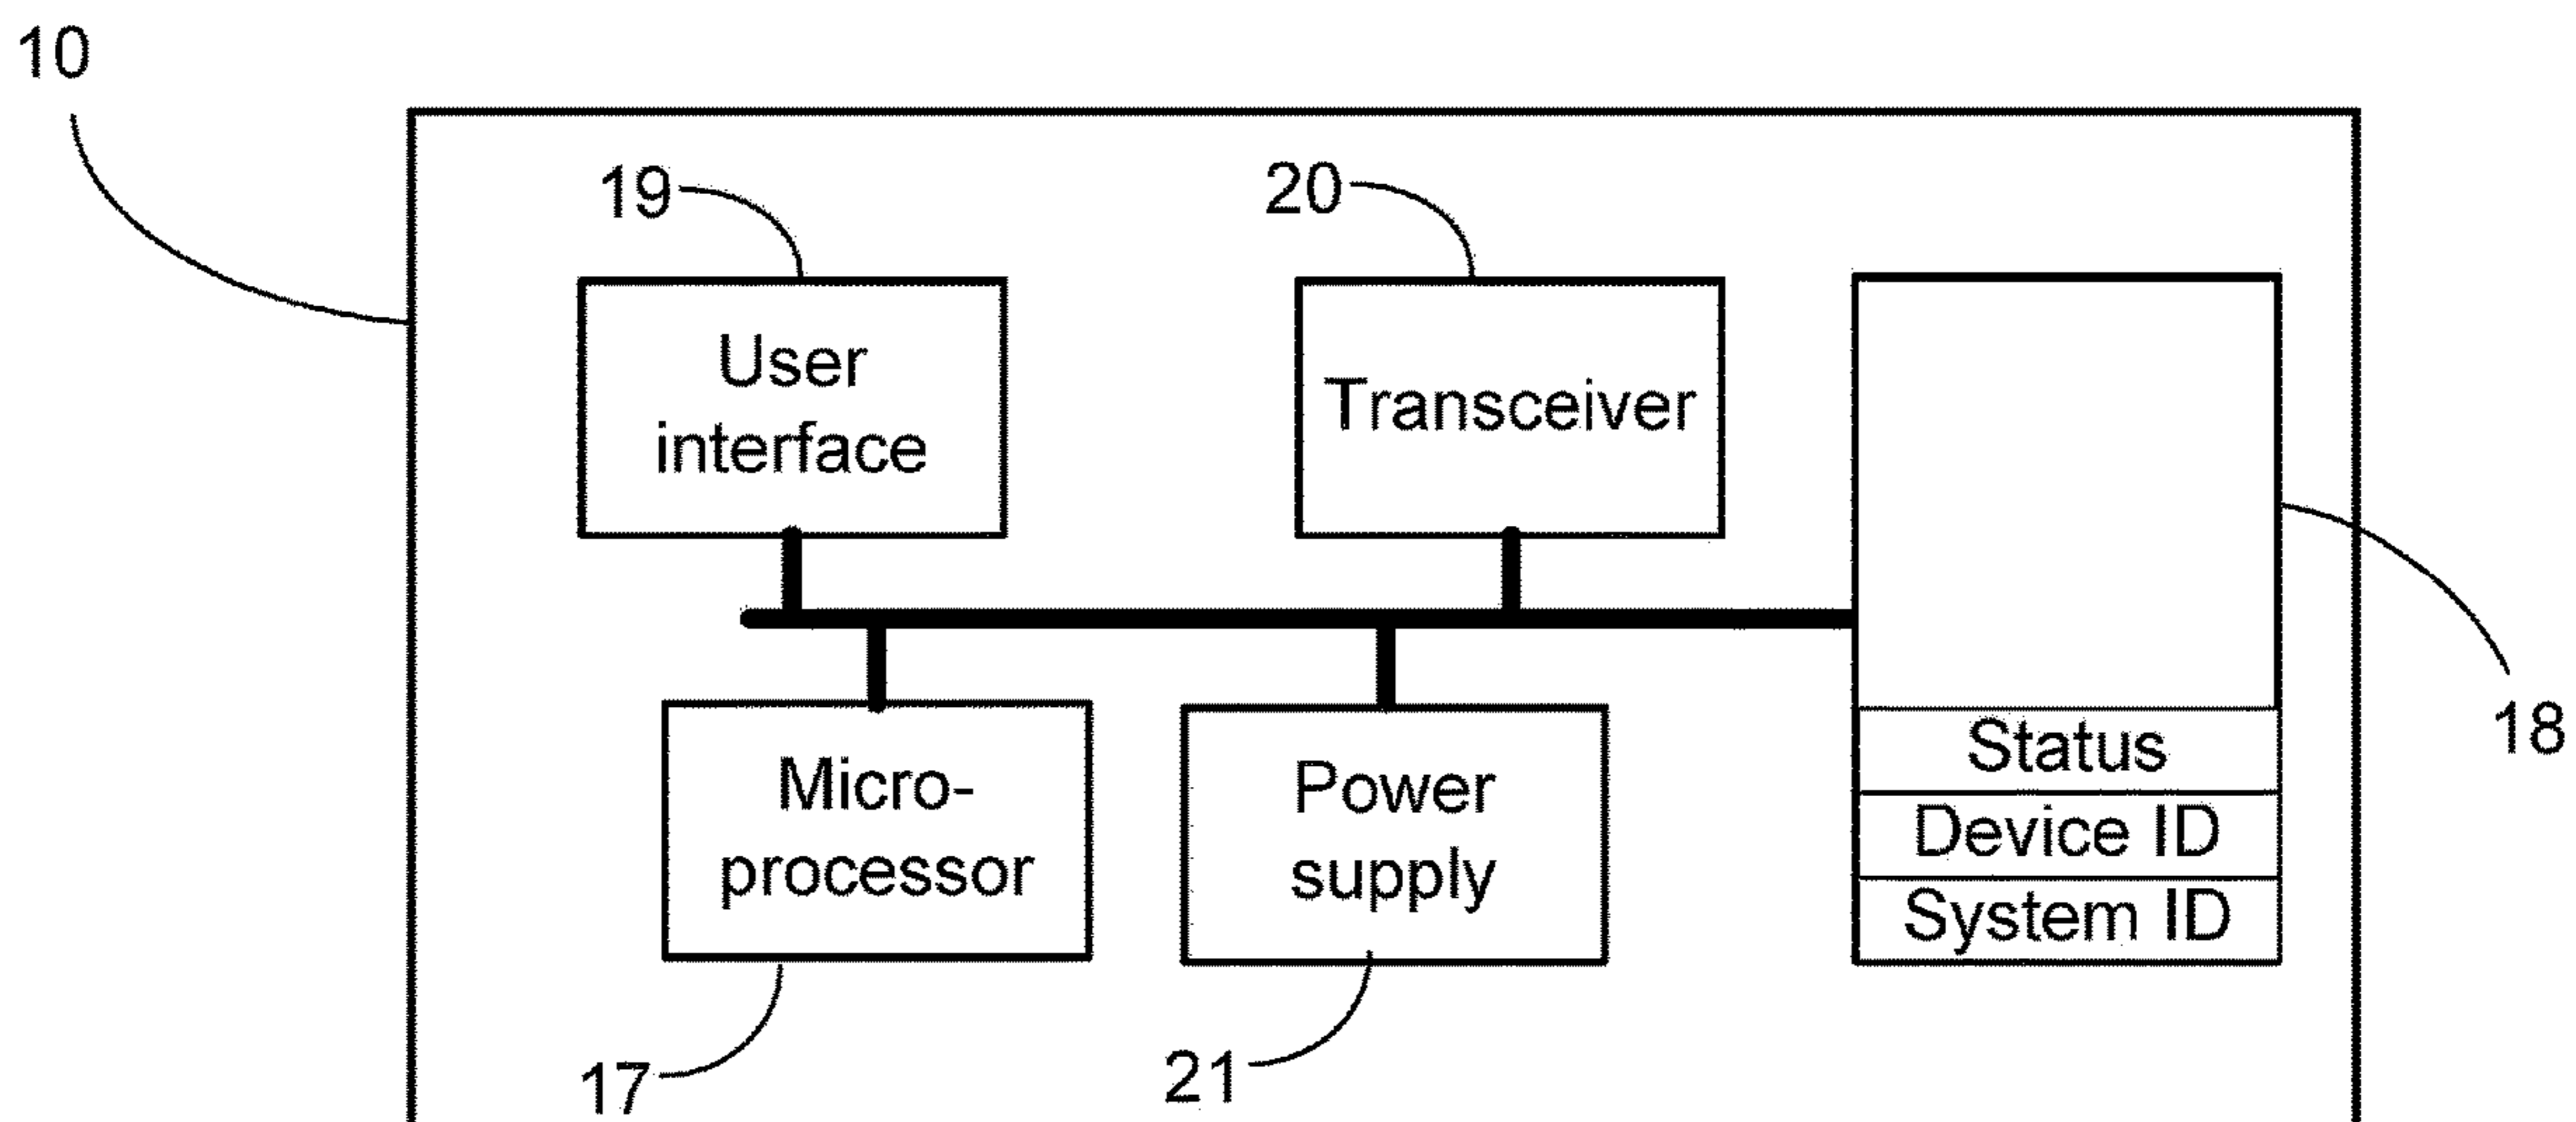 10
19
20
User
interface
Transceiver
18
Status
Device ID
System ID
Micro-
processor
Power
supply
17
21